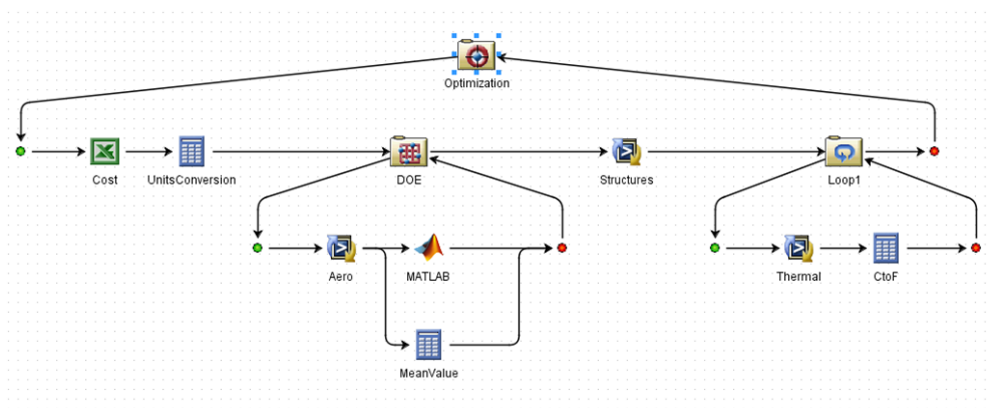 Optimization
Cost
UnitsConversion
DOE
Structures
Loop1
Aero
MATLAB
Thermal
CtoF
MeanValue